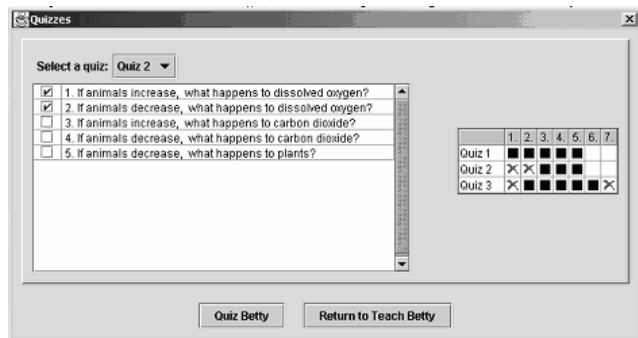 Quizzes
Select a quiz: Quiz 2
1. If animals increase, what happens to dissolved oxygen?
2. If animals decrease, what happens to dissolved oxygen?
3. If animals increase, what happens to carbon dioxide?
4. If animals decrease, what happens to carbon dioxide?
5. If animals decrease, what happens to plants?
1. 2. 3. 4. 5. 6. 7.
Quiz 1
Quiz 2
Quiz 3
Quiz Betty Return to Teach Betty